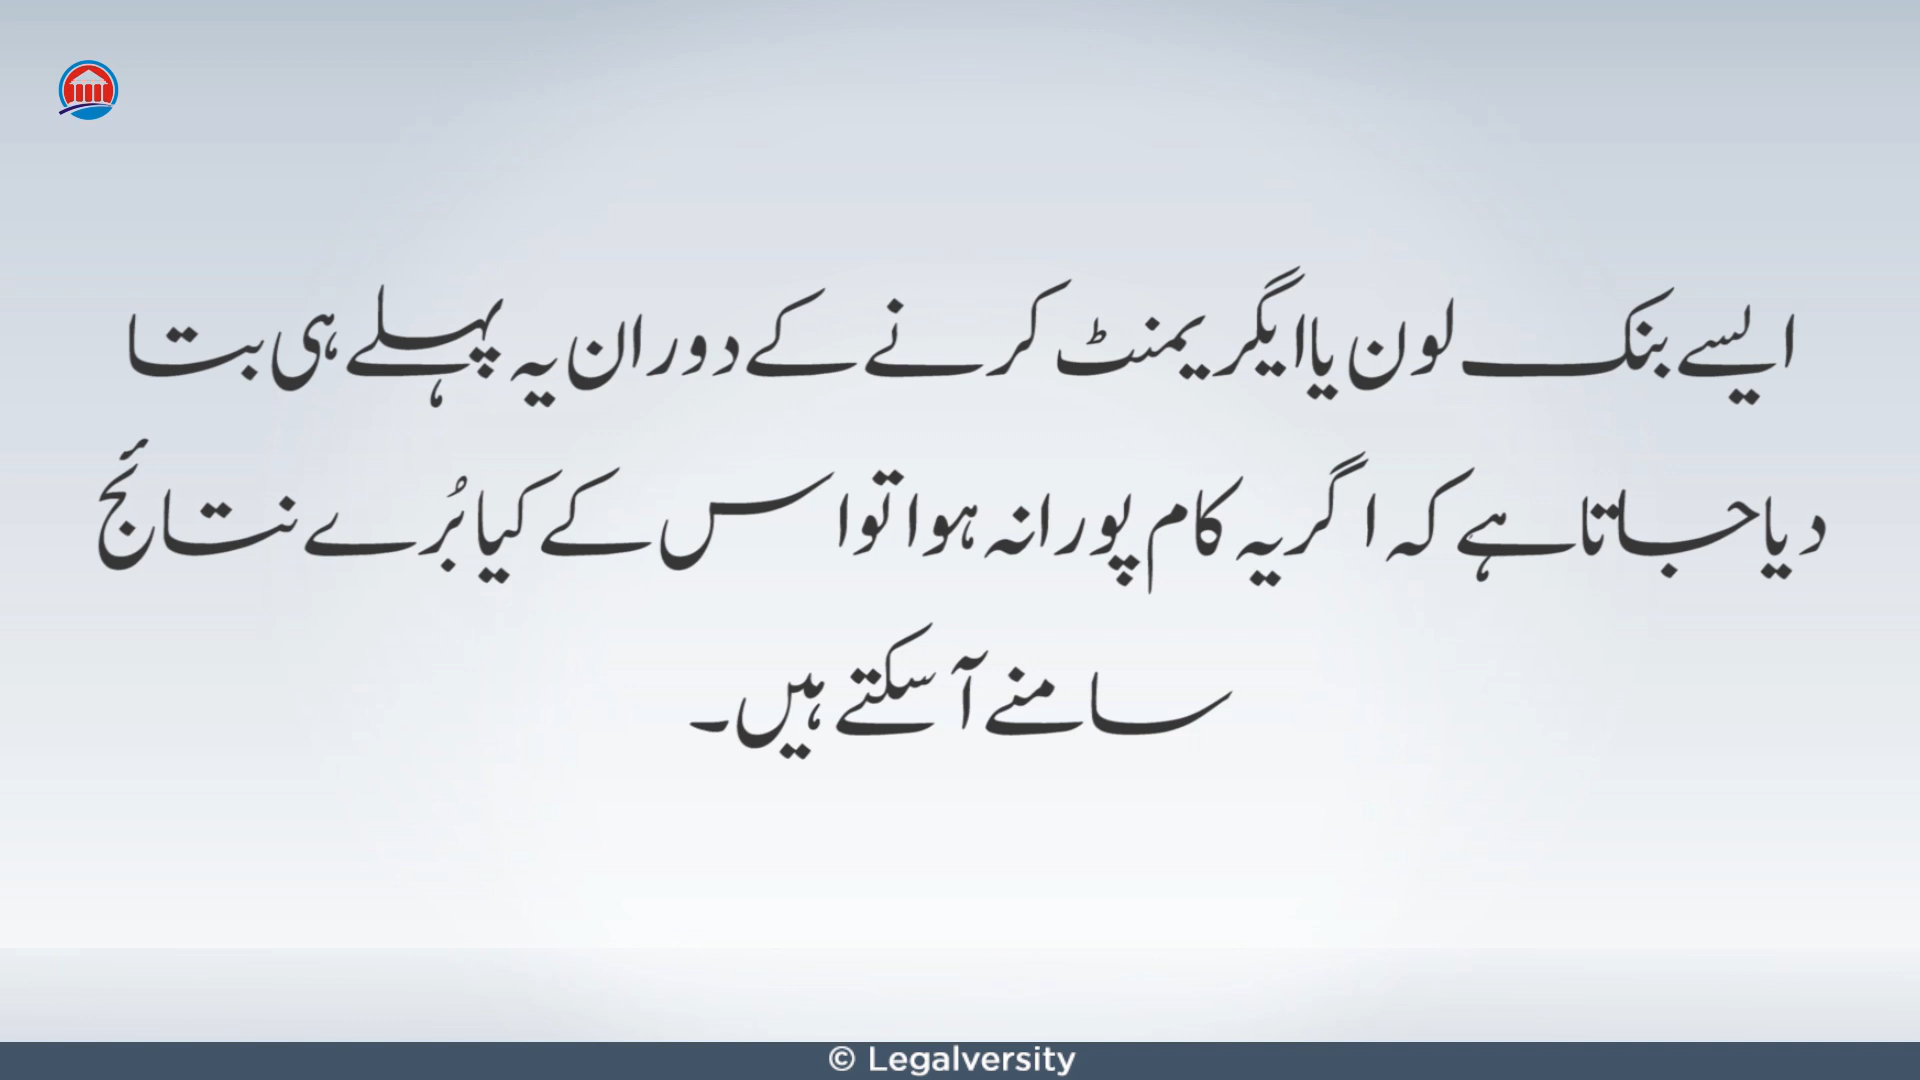 ایسے بنک لون یا ایگریمنٹ کرنے کے دوران یہ پہلے ہی بتا
دیا جاتا ہے کہ اگر یہ کام پورا نہ ہوا تو اس کے کیا بُرے نتائج
سامنے آسکتے ہیں۔
© Legalversity